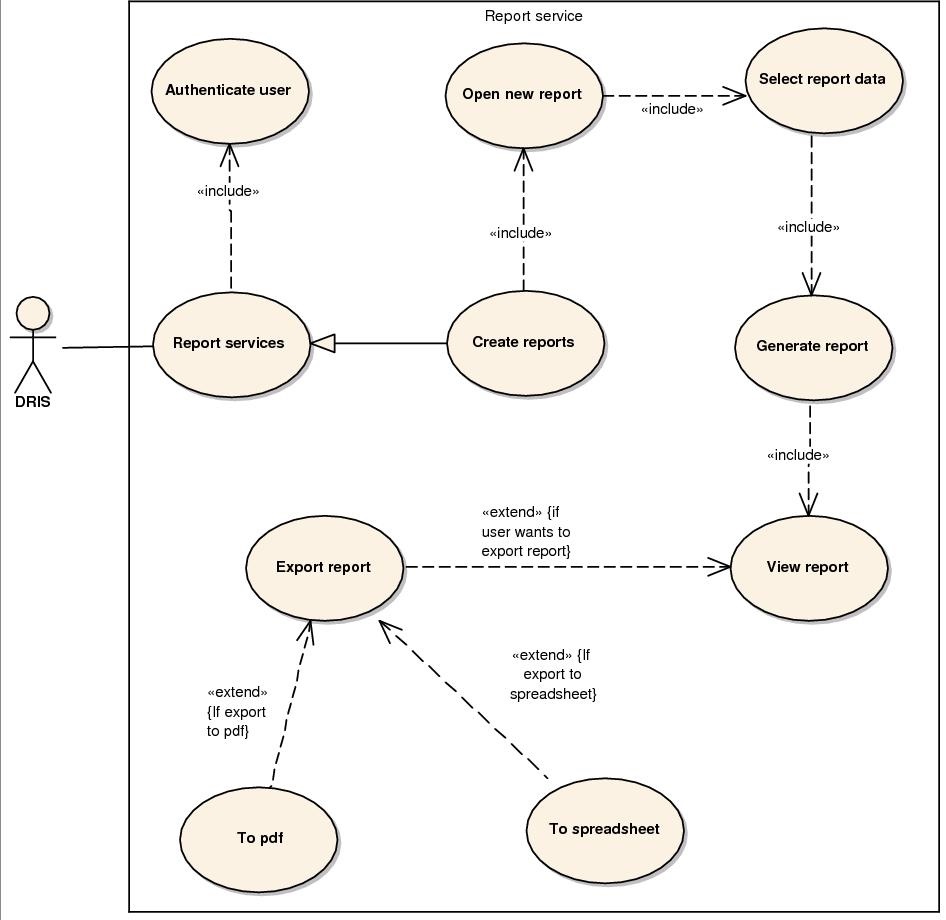 Report service
Authenticate user
Open new report
Select report data
«include»
«include»
«include»
«include»
Report services
Create reports
Generate report
DRIS
«include»
«extend» {if
user wants to
export report}
Export report
View report
«extend» {If
export to
spreadsheet}
«extend»
{If export
to pdf}
To pdf
To spreadsheet